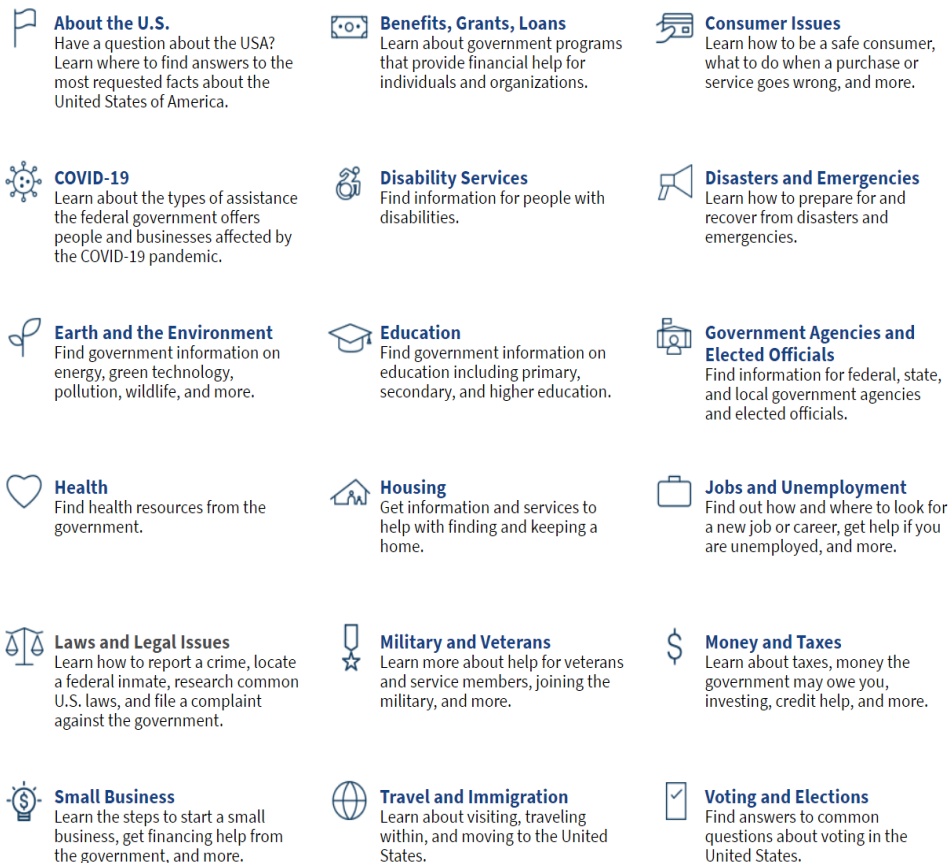 About the U.S.
Have a question about the USA?
Learn where to find answers to the
most requested facts about the
United States of America.
Benefits, Grants, Loans
Learn about government programs
that provide financial help for
individuals and organizations.
Consumer Issues
Learn how to be a safe consumer,
what to do when a purchase or
service goes wrong, and more.
COVID-19
Learn about the types of assistance
the federal government offers
people and businesses affected by
the COVID-19 pandemic.
Disability Services
Find information for people with
disabilities.
Disasters and Emergencies
Learn how to prepare for and
recover from disasters and
emergencies.
Earth and the Environment
Find government information on
energy, green technology,
pollution, wildlife, and more.
Education
Find government information on
education including primary,
secondary, and higher education.
Government Agencies and
Elected Officials
Find information for federal, state,
and local government agencies
and elected officials.
Health
Find health resources from the
government.
Housing
Get information and services to
help with finding and keeping a
home.
Jobs and Unemployment
Find out how and where to look for
a new job or career, get help if you
are unemployed, and more.
Laws and Legal Issues
Learn how to report a crime, locate
a federal inmate, research common
U.S. laws, and file a complaint
against the government.
Military and Veterans
Learn more about help for veterans
and service members, joining the
military, and more.
Money and Taxes
Learn about taxes, money the
government may owe you,
investing, credit help, and more.
Small Business
Learn the steps to start a small
business, get financing help from
the government, and more.
Travel and Immigration
Learn about visiting, traveling
within, and moving to the United
States.
Voting and Elections
Find answers to common
questions about voting in the
United States.